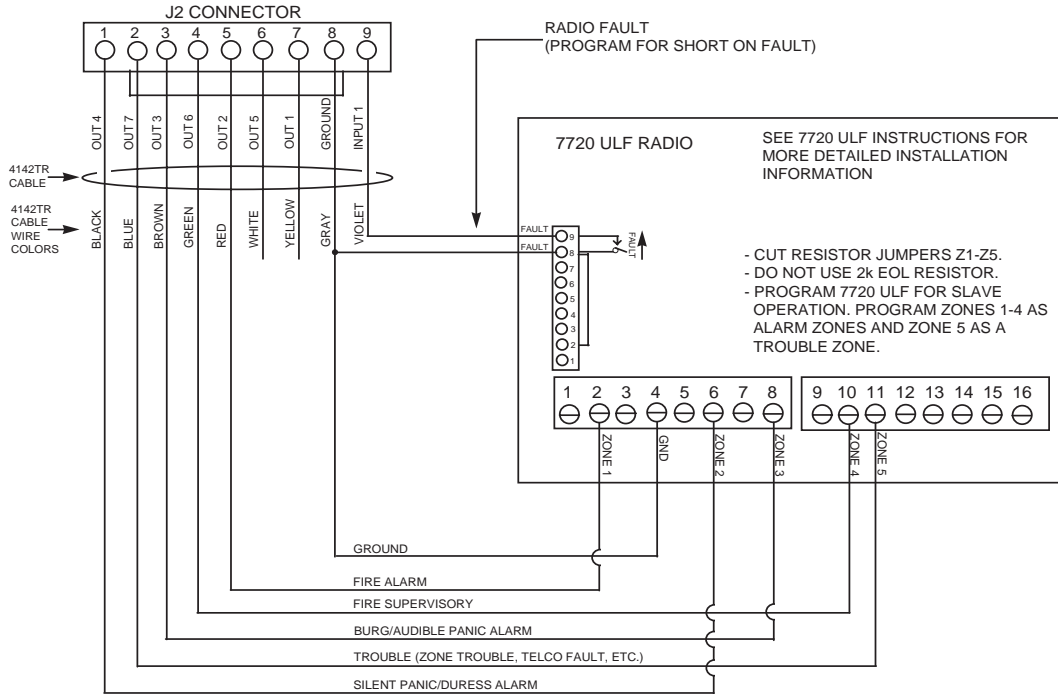 J2 CONNECTOR
1 2 3 4 5 6 7 8 9
OUT 4
OUT 7
OUT 3
OUT 6
OUT 2
OUT 5
OUT 1
GROUND
INPUT 1
4142TR
CABLE
4142TR
CABLE
WIRE
COLORS
BLACK
BLUE
BROWN
GREEN
RED
WHITE
YELLOW
GRAY
VIOLET
RADIO FAULT
(PROGRAM FOR SHORT ON FAULT)
7720 ULF RADIO
SEE 7720 ULF INSTRUCTIONS FOR
MORE DETAILED INSTALLATION
INFORMATION
FAULT
FAULT
9
8
7
6
5
4
3
2
1
FAULT
- CUT RESISTOR JUMPERS Z1-Z5.
- DO NOT USE 2k EOL RESISTOR.
- PROGRAM 7720 ULF FOR SLAVE
OPERATION. PROGRAM ZONES 1-4 AS
ALARM ZONES AND ZONE 5 AS A
TROUBLE ZONE.
1 2 3 4 5 6 7 8
9 10 11 12 13 14 15 16
ZONE 1
GND
ZONE 2
ZONE 3
ZONE 4
ZONE 5
GROUND
FIRE ALARM
FIRE SUPERVISORY
BURG/AUDIBLE PANIC ALARM
TROUBLE (ZONE TROUBLE, TELCO FAULT, ETC.)
SILENT PANIC/DURESS ALARM